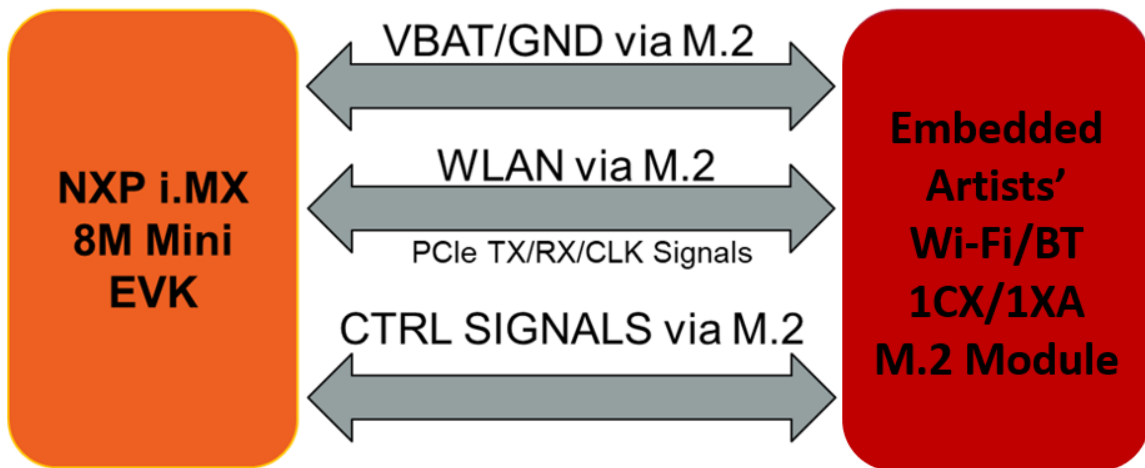 VBAT/GND via M.2
NXP i.MX
8M Mini
EVK
WLAN via M.2
PCIe TX/RX/CLK Signals
CTRL SIGNALS via M.2
Embedded
Artists’
Wi-Fi/BT
1CX/1XA
M.2 Module